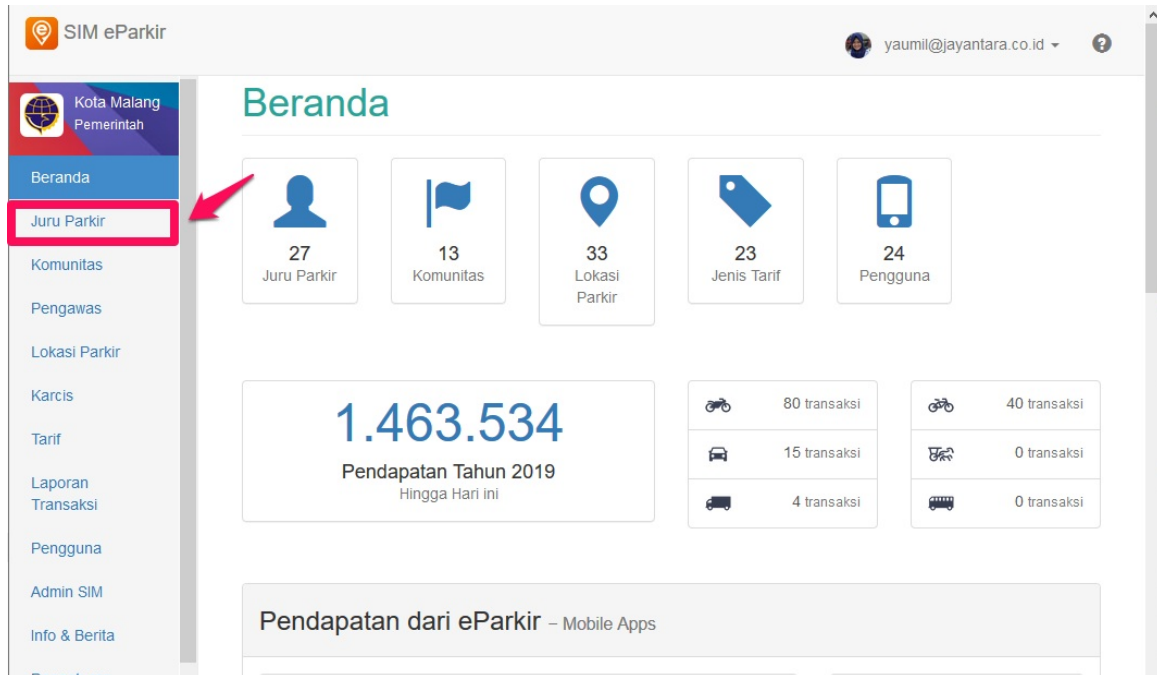 SIM eParkir
yaumil@jayantara.co.id
Kota Malang
Pemerintah
Beranda
Juru Parkir
Komunitas
Pengawas
Lokasi Parkir
Karcis
Tarif
Laporan
Transaksi
Pengguna
Admin SIM
Info & Berita
Beranda
27
Juru Parkir
13
Komunitas
33
Lokasi
Parkir
23
Jenis Tarif
24
Pengguna
1.463.534
Pendapatan Tahun 2019
Hingga Hari ini
80 transaksi
15 transaksi
4 transaksi
40 transaksi
0 transaksi
0 transaksi
Pendapatan dari eParkir – Mobile Apps